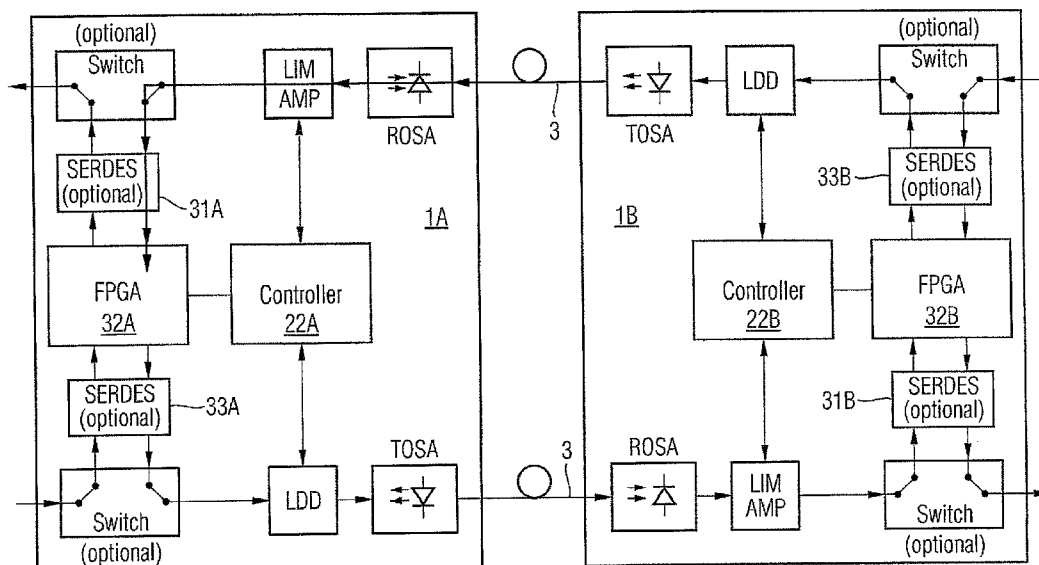 (optional)
Switch
LIM
AMP
ROSA
3
TOSA
LDD
(optional)
Switch
SERDES
(optional)
31A
1A
1B
33B
SERDES
(optional)
FPGA
32A
Controller
22A
Controller
22B
FPGA
32B
SERDES
(optional)
33A
31B
SERDES
(optional)
Switch
(optional)
LDD
TOSA
3
ROSA
LIM
AMP
Switch
(optional)